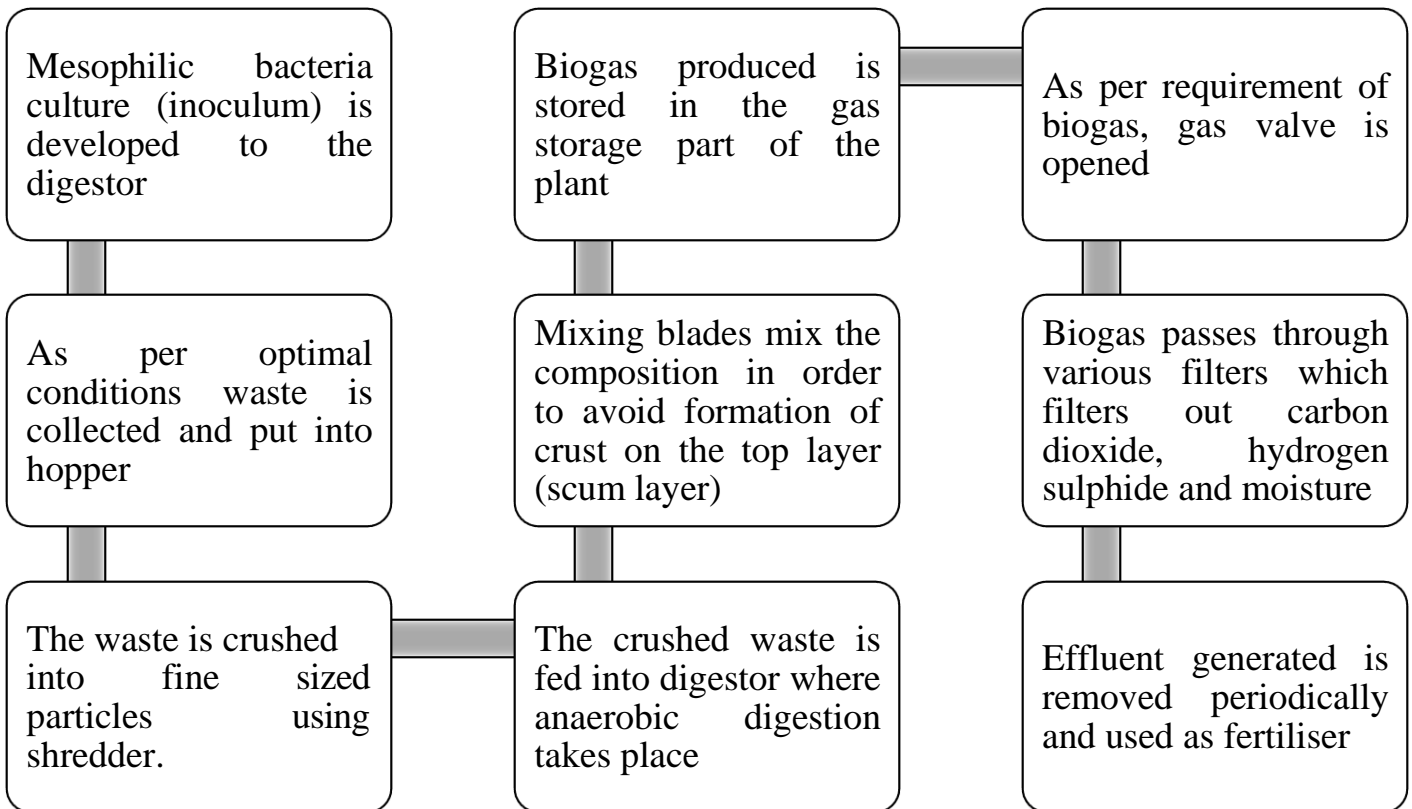 Mesophilic bacteria
culture (inoculum) is
developed to the
digestor
As per optimal
conditions waste is
collected and put into
hopper
The waste is crushed
into fine sized
particles using
shredder.
The crushed waste is
fed into digestor where
anaerobic digestion
takes place
Mixing blades mix the
composition in order
to avoid formation of
crust on the top layer
(scum layer)
Biogas produced is
stored in the gas
storage part of the
plant
As per requirement of
biogas, gas valve is
opened
Biogas passes through
various filters which
filters out carbon
dioxide, hydrogen
sulphide and moisture
Effluent generated is
removed periodically
and used as fertiliser